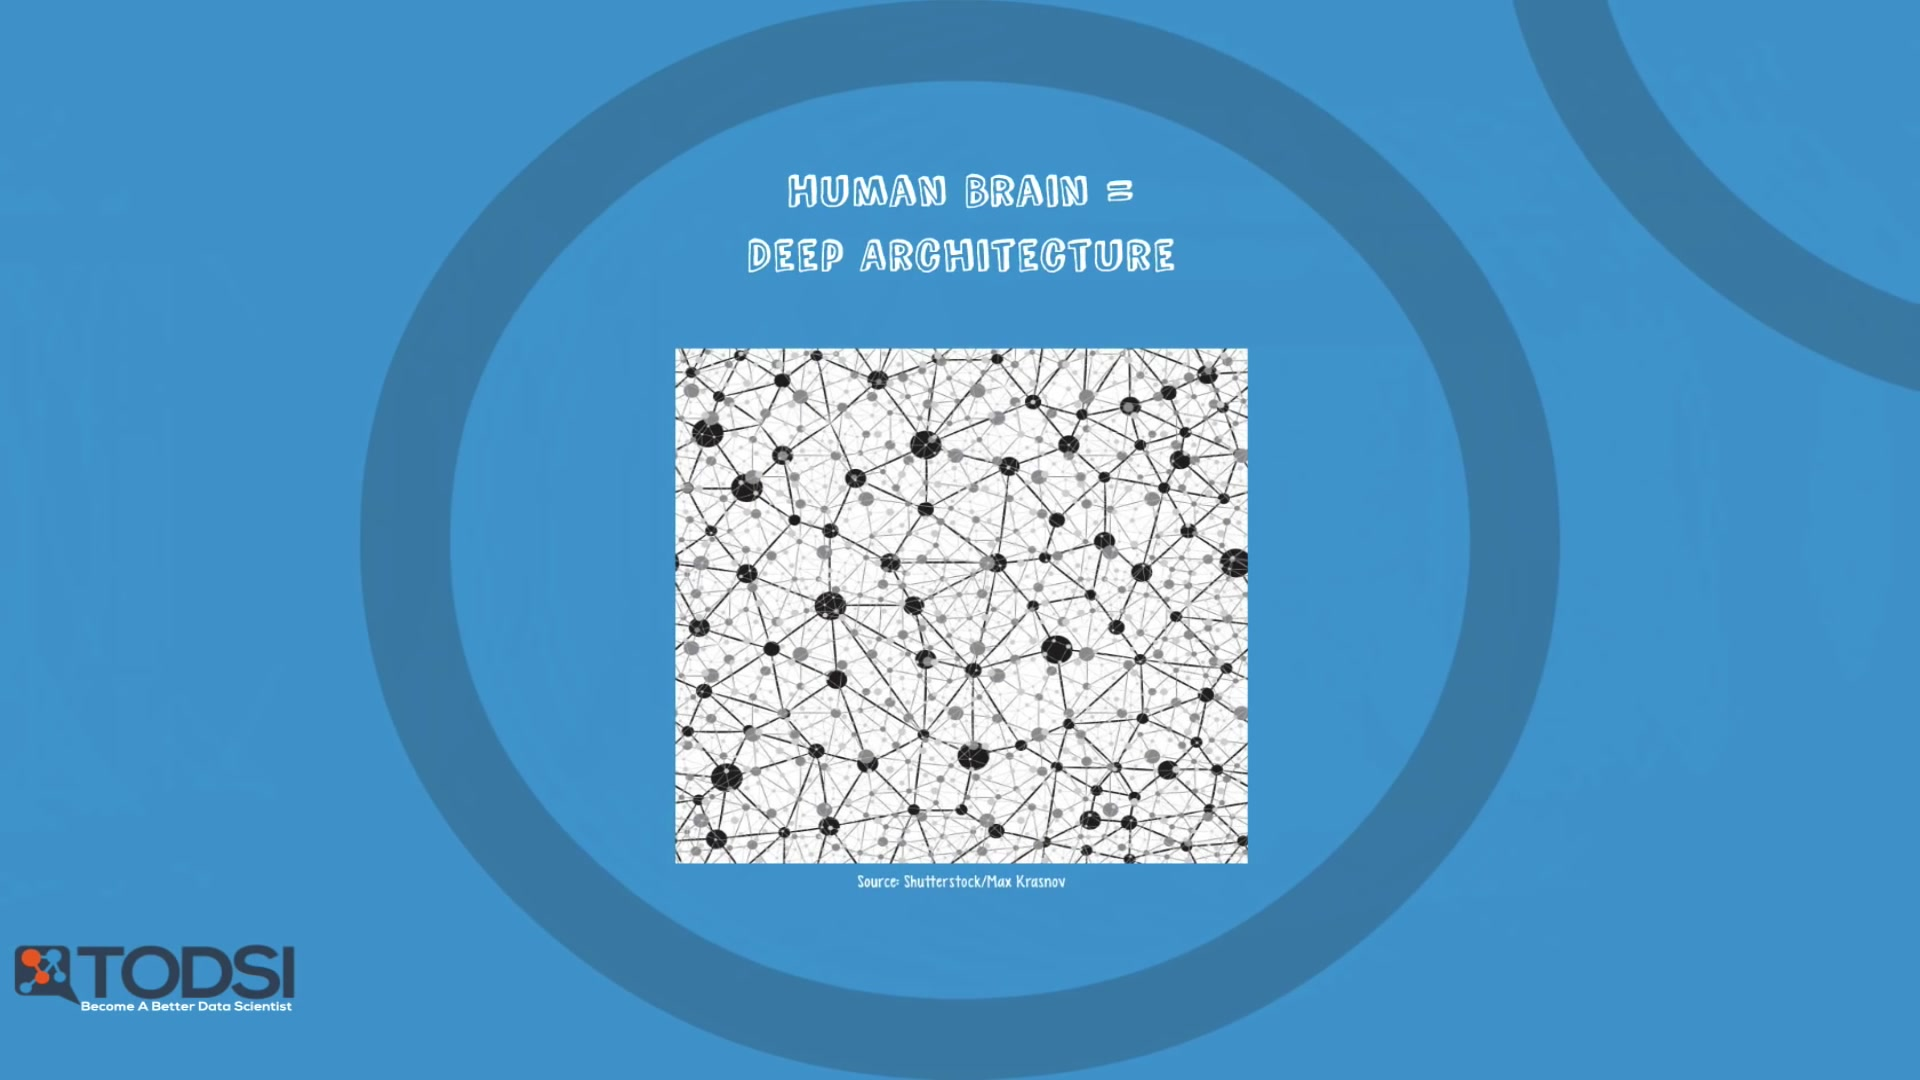 HUMAN BRAIN =
DEEP ARCHITECTURE
Source: Shutterstock/Max Krasnov
TODSI
Become A Better Data Scientist